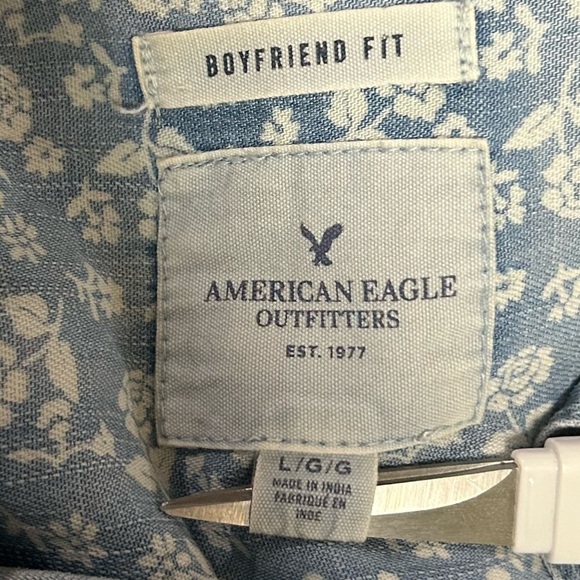 BOYFRIEND FIT
AMERICAN EAGLE
OUTFITTERS
EST. 1977
L/G/G
MADE IN INDIA
FABRIQUÉ EN
INDE